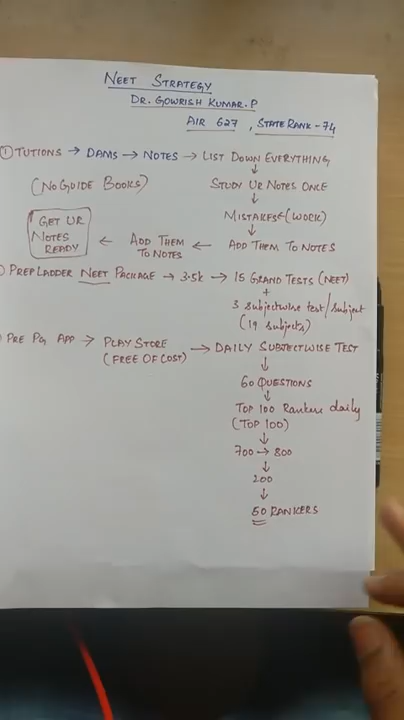 NEET STRATEGY
DR. GOWRISH KUMAR. P
AIR 627, STATE RANK - 74
① TUTIONS → DAMS → NOTES → LIST DOWN EVERYTHING
↓
(NO GUIDE BOOKS) STUDY UR NOTES ONCE
↓
MISTAKES ← (WORK)
↓
GET UR NOTES READY ← ADD THEM TO NOTES ← ADD THEM TO NOTES
PREPLADDER NEET PACKAGE → 3.5k → 15 GRAND TESTS (NEET)
+
3 subjectwise test/subject
(19 subjects)
PRE PG APP → PLAY STORE → DAILY SUBJECTWISE TEST
(FREE OF COST)
↓
60 QUESTIONS
↓
TOP 100 Rankers daily
(TOP 100)
↓
700 → 800
↓
200
↓
50 RANKERS